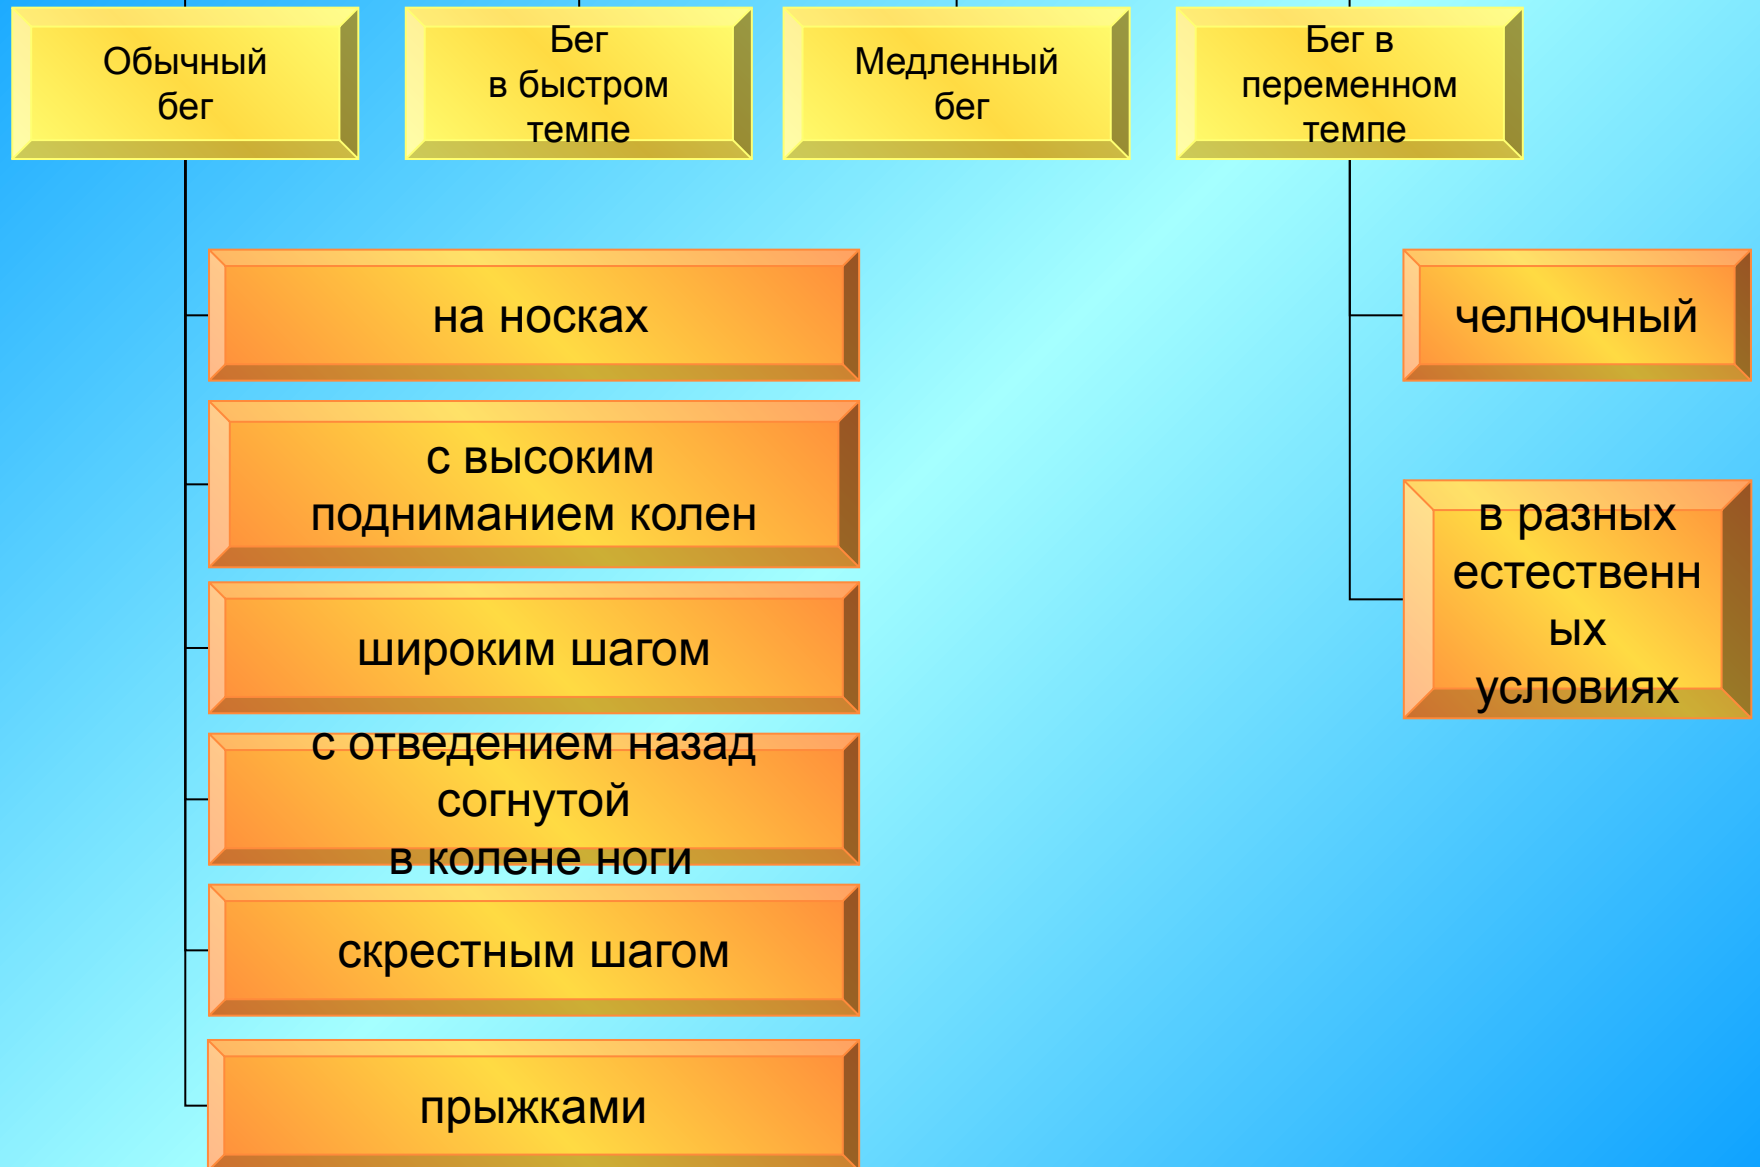 Обычный
бег
Бег
в быстром
темпе
Медленный
бег
Бег в
переменном
темпе
на носках
с высоким
подниманием колен
широким шагом
с отведением назад
согнутой
в колене ноги
скрестным шагом
прыжками
челночный
в разных
естественн
ых
условиях